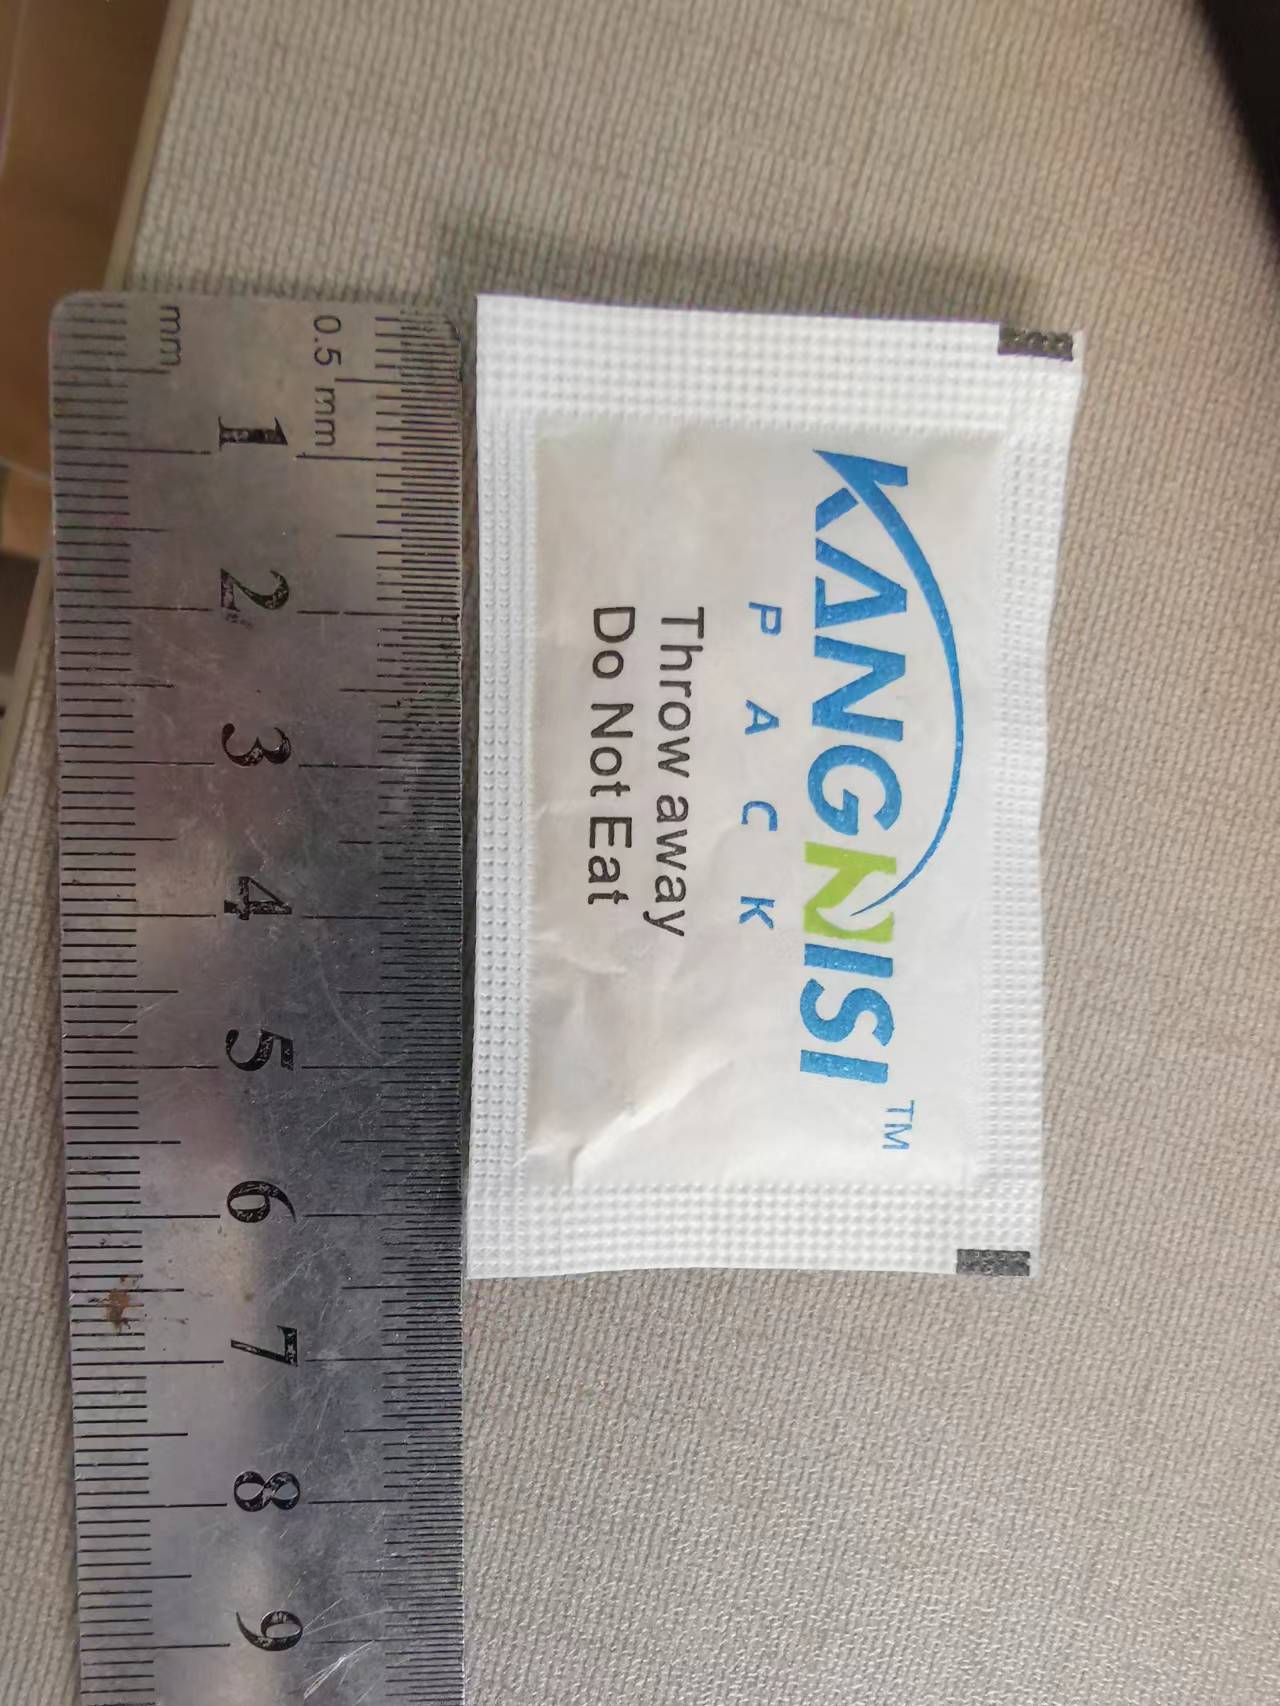 KANGNISI™
PACK
Throw away
Do Not Eat
mm
0.5 mm
1 2 3 4 5 6 7 8 9